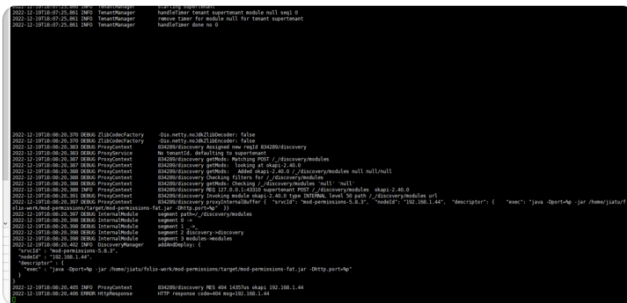 starting supertenant
2022-12-19T18:07:25,861 INFO TenantManager handleTimer tenant supertenant module null seq1 0
2022-12-19T18:07:25,861 INFO TenantManager remove timer for module null for tenant supertenant
2022-12-19T18:07:25,861 INFO TenantManager handleTimer done no 0
2022-12-19T18:08:20,370 DEBUG ZlibCodecFactory -Dio.netty.noJdkZlibDecoder: false
2022-12-19T18:08:20,370 DEBUG ZlibCodecFactory -Dio.netty.noJdkZlibEncoder: false
2022-12-19T18:08:20,383 DEBUG ProxyContext 834289/discovery Assigned new reqId 834289/discovery
2022-12-19T18:08:20,383 DEBUG ProxyService No tenantId, defaulting to supertenant
2022-12-19T18:08:20,387 DEBUG ProxyContext 834289/discovery getMods: Matching POST /_/discovery/modules
2022-12-19T18:08:20,387 DEBUG ProxyContext 834289/discovery getMods: looking at okapi-2.40.0
2022-12-19T18:08:20,388 DEBUG ProxyContext 834289/discovery getMods: Added okapi-2.40.0 /_/discovery/modules null null/null
2022-12-19T18:08:20,388 DEBUG ProxyContext 834289/discovery Checking filters for /_/discovery/modules
2022-12-19T18:08:20,388 DEBUG ProxyContext 834289/discovery getMods: Checking /_/discovery/modules 'null' 'null'
2022-12-19T18:08:20,388 INFO ProxyContext 834289/discovery REQ 127.0.0.1:43310 supertenant POST /_/discovery/modules okapi-2.40.0
2022-12-19T18:08:20,391 DEBUG ProxyContext 834289/discovery Invoking module okapi-2.40.0 type INTERNAL level 50 path /_/discovery/modules url
2022-12-19T18:08:20,397 DEBUG ProxyContext 834289/discovery proxyInternalBuffer { "srvcId": "mod-permissions-5.8.3", "nodeId": "192.168.1.44", "descriptor": { "exec": "java -Dport=%p -jar /home/jiatu/f
olio-work/mod-permissions/target/mod-permissions-fat.jar -Dhttp.port=%p" }}
2022-12-19T18:08:20,397 DEBUG InternalModule segment path=/_/discovery/modules
2022-12-19T18:08:20,398 DEBUG InternalModule segment 0 ->
2022-12-19T18:08:20,398 DEBUG InternalModule segment 1 _->_
2022-12-19T18:08:20,398 DEBUG InternalModule segment 2 discovery->discovery
2022-12-19T18:08:20,398 DEBUG InternalModule segment 3 modules->modules
2022-12-19T18:08:20,402 INFO DiscoveryManager addAndDeploy: {
"srvcId" : "mod-permissions-5.8.3",
"nodeId" : "192.168.1.44",
"descriptor" : {
"exec" : "java -Dport=%p -jar /home/jiatu/folio-work/mod-permissions/target/mod-permissions-fat.jar -Dhttp.port=%p"
}
}
2022-12-19T18:08:20,405 INFO ProxyContext 834289/discovery RES 404 14357us okapi 192.168.1.44
2022-12-19T18:08:20,406 ERROR HttpResponse HTTP response code=404 msg=192.168.1.44